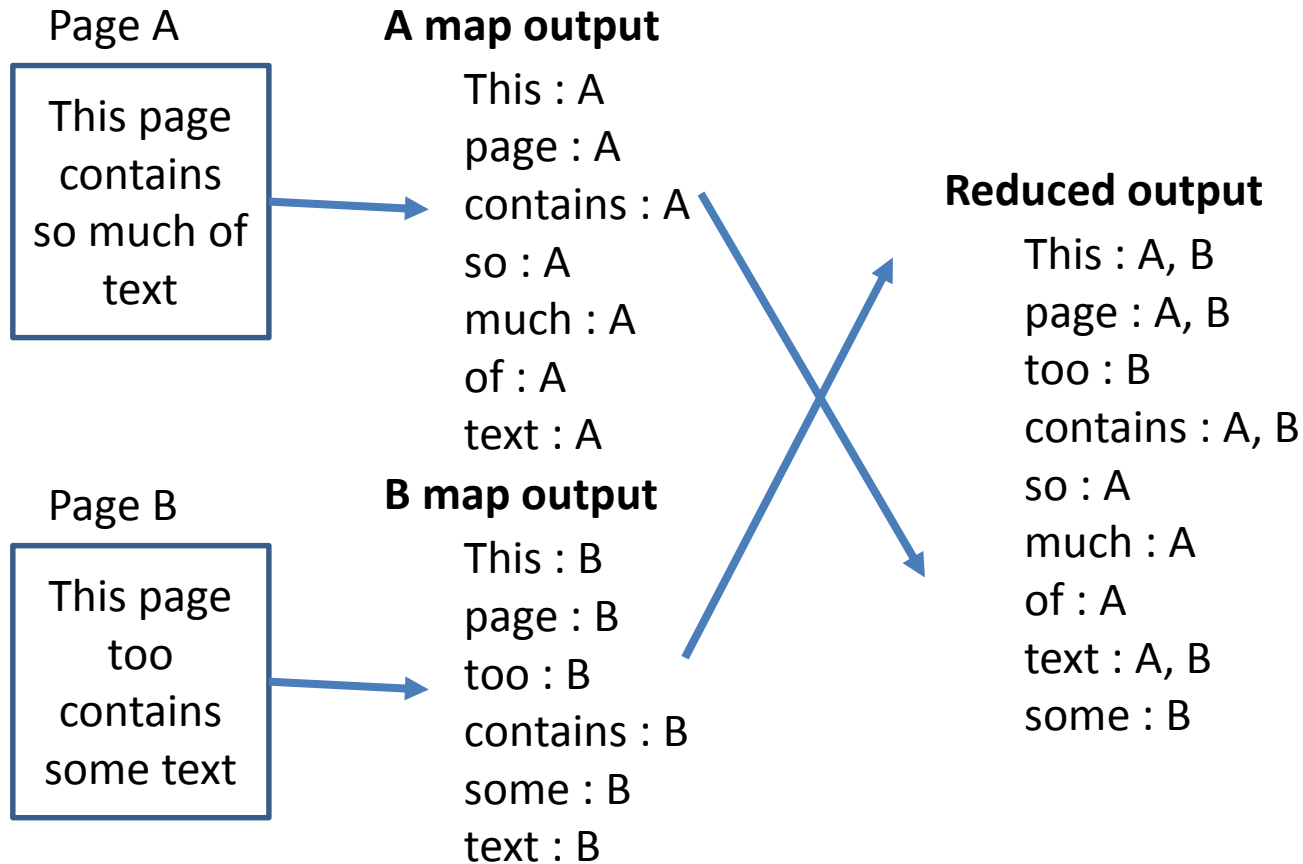 Page A
This page
contains
so much of
text
A map output
This : A
page : A
contains : A
so : A
much : A
of : A
text : A
Page B
This page
too
contains
some text
B map output
This : B
page : B
too : B
contains : B
some : B
text : B
Reduced output
This : A, B
page : A, B
too : B
contains : A, B
so : A
much : A
of : A
text : A, B
some : B